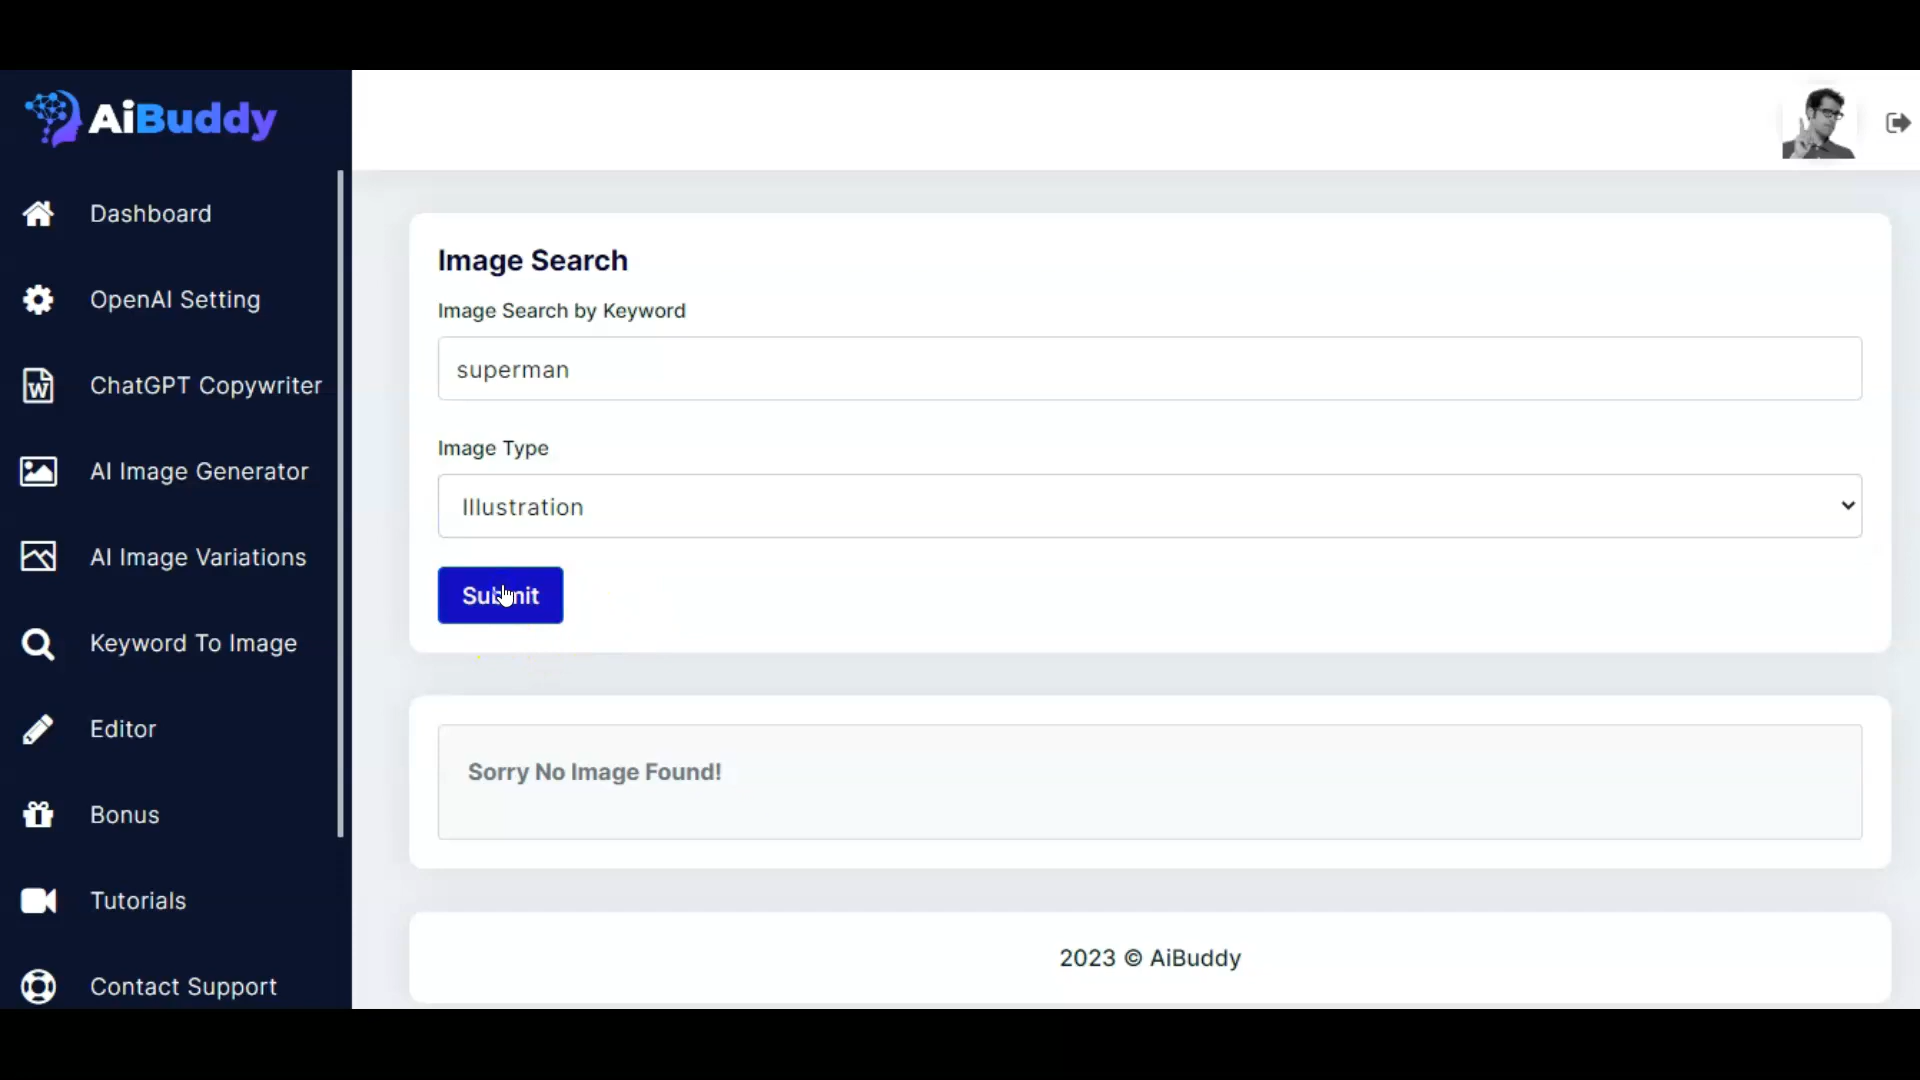 AiBuddy
Dashboard
OpenAI Setting
ChatGPT Copywriter
AI Image Generator
AI Image Variations
Keyword To Image
Editor
Bonus
Tutorials
Contact Support
Image Search
Image Search by Keyword
superman
Image Type
Illustration
Submit
Sorry No Image Found!
2023 © AiBuddy